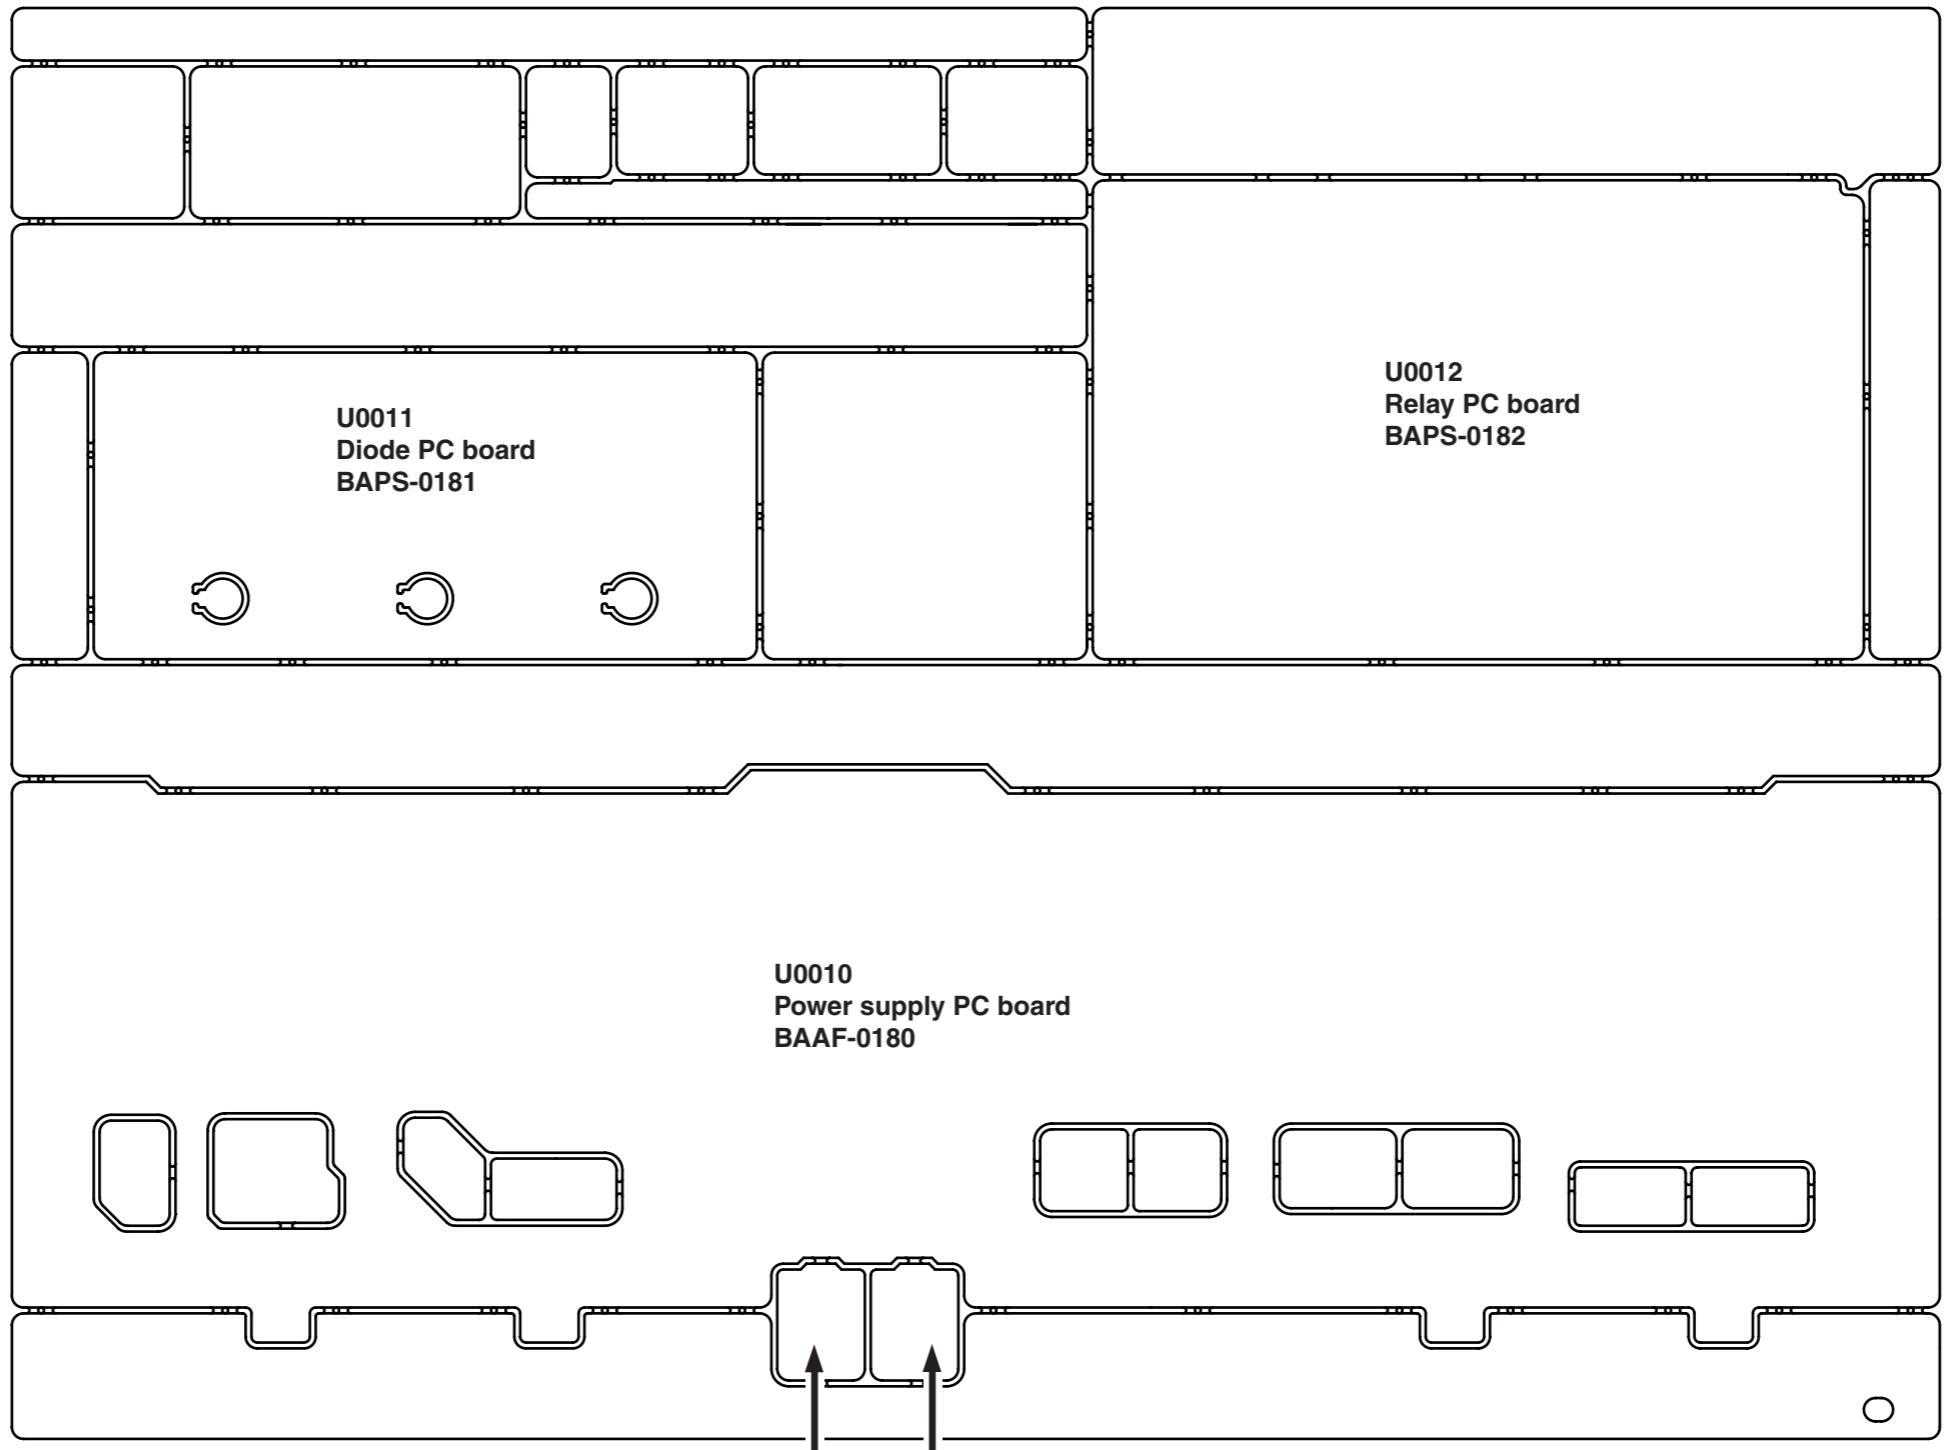 U0012
Relay PC board
BAPS-0182
U0011
Diode PC board
BAPS-0181
U0010
Power supply PC board
BAAF-0180